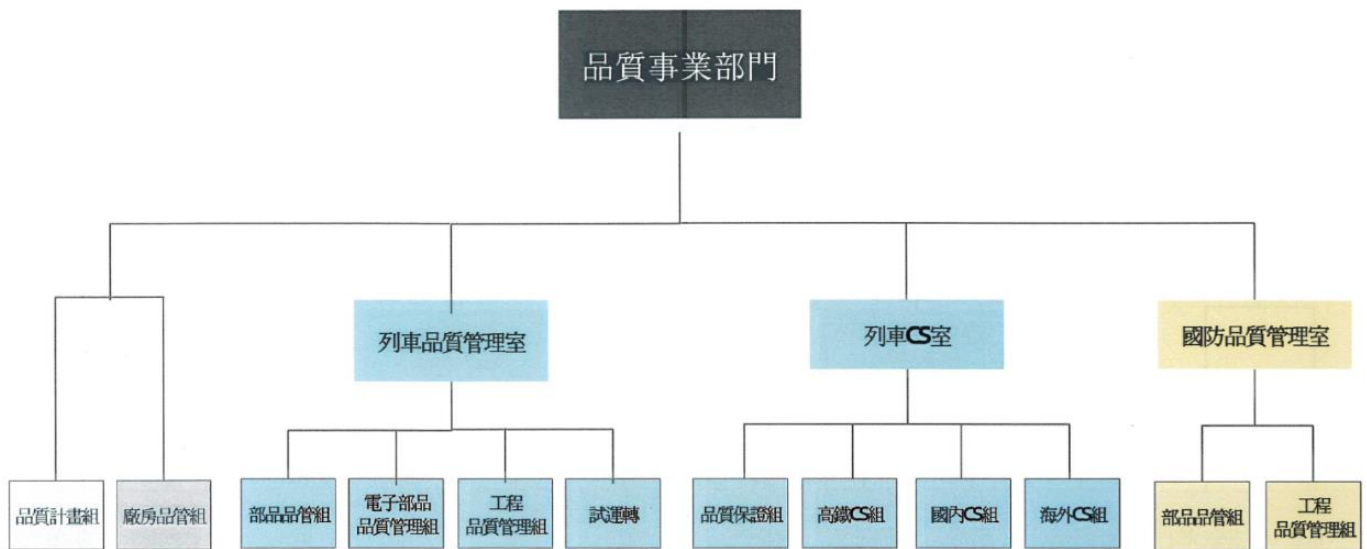 品質事業部門
列車品質管理室
列車CS室
國防品質管理室
品質計畫組
廠房品管組
部品品管組
電子部品
品質管理組
工程
品質管理組
試運轉
品質保證組
高鐵CS組
國內CS組
海外CS組
部品品管組
工程
品質管理組